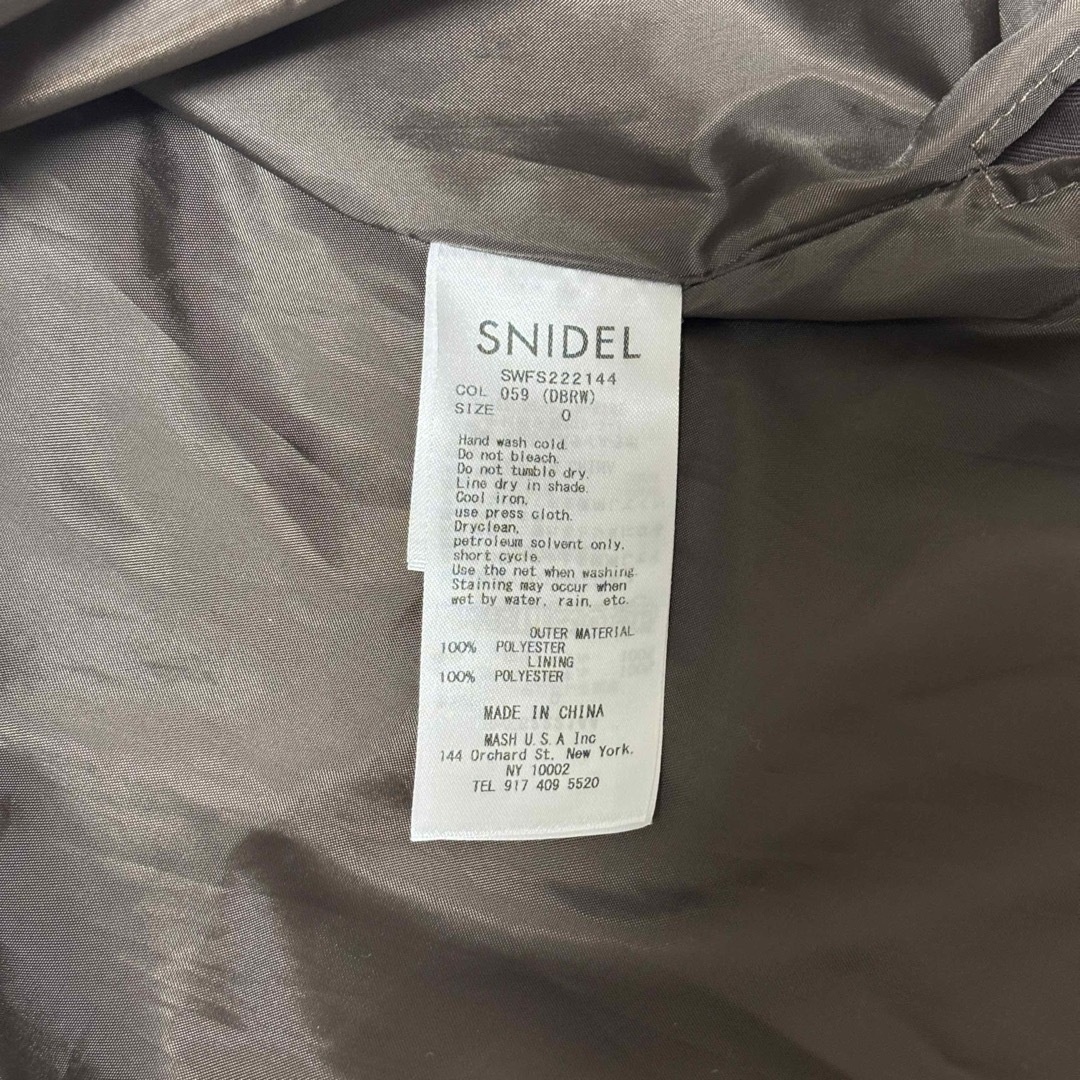 SNIDEL
SWFS222144
COL 059 (DBRW)
SIZE 0
Hand wash cold.
Do not bleach.
Do not tumble dry.
Line dry in shade.
Cool iron,
use press cloth.
Dryclean,
petroleum solvent only,
short cycle.
Use the net when washing.
Staining may occur when
wet by water, rain, etc.
OUTER MATERIAL
100% POLYESTER
LINING
100% POLYESTER
MADE IN CHINA
MASH U.S.A Inc
144 Orchard St, New York,
NY 10002
TEL 917 409 5520